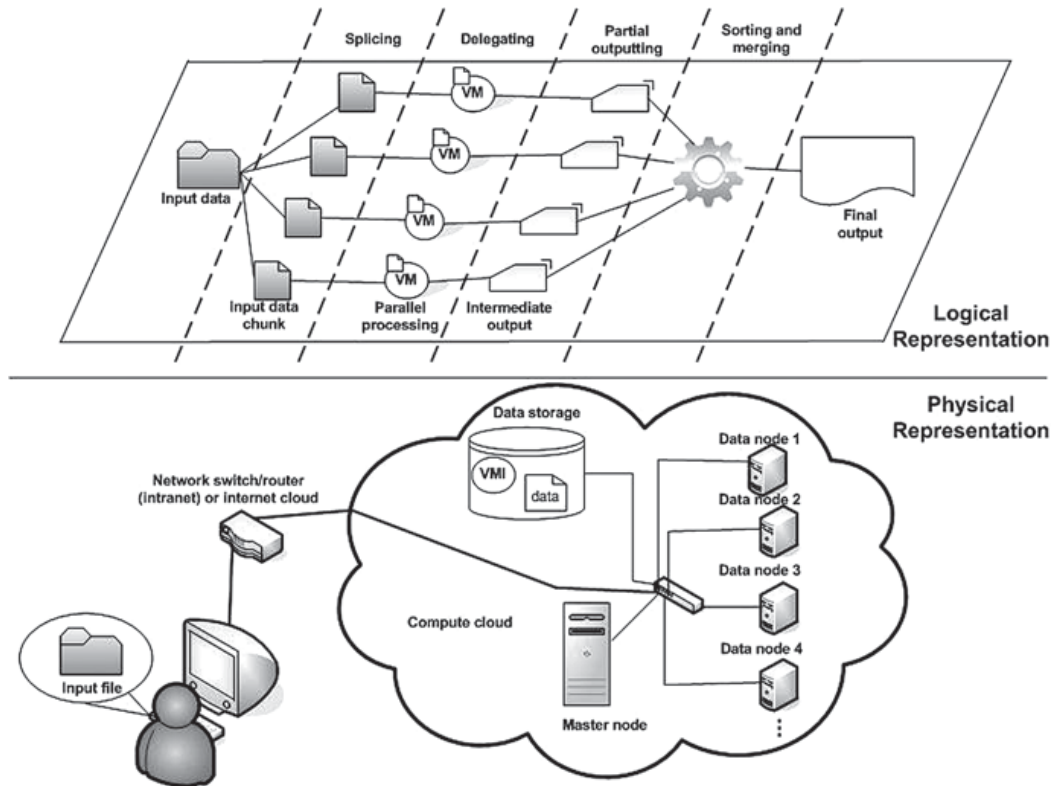 Splicing
Delegating
Partial
outputting
Sorting and
merging
VM
VM
VM
VM
Input data
Input data
chunk
Parallel
processing
Intermediate
output
Final
output
Logical
Representation
Physical
Representation
Data storage
VMI
data
Network switch/router
(intranet) or internet cloud
Data node 1
Data node 2
Data node 3
Data node 4
Compute cloud
Master node
Input file